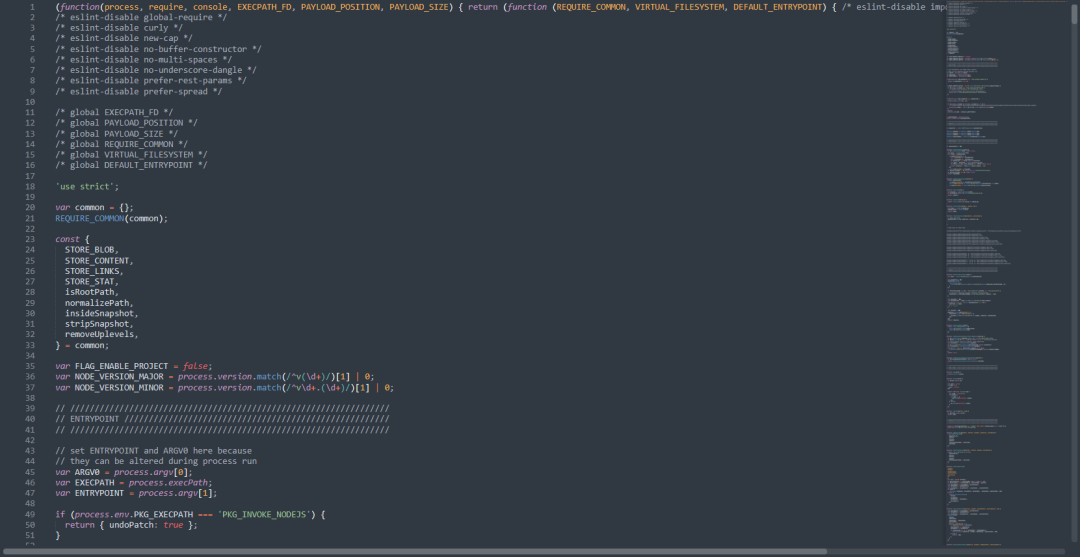 1 (function(process, require, console, EXECPATH_FD, PAYLOAD_POSITION, PAYLOAD_SIZE) { return (function (REQUIRE_COMMON, VIRTUAL_FILESYSTEM, DEFAULT_ENTRYPOINT) { /* eslint-disable imp
2 /* eslint-disable global-require */
3 /* eslint-disable curly */
4 /* eslint-disable new-cap */
5 /* eslint-disable no-buffer-constructor */
6 /* eslint-disable no-multi-spaces */
7 /* eslint-disable no-underscore-dangle */
8 /* eslint-disable prefer-rest-params */
9 /* eslint-disable prefer-spread */
10
11 /* global EXECPATH_FD */
12 /* global PAYLOAD_POSITION */
13 /* global PAYLOAD_SIZE */
14 /* global REQUIRE_COMMON */
15 /* global VIRTUAL_FILESYSTEM */
16 /* global DEFAULT_ENTRYPOINT */
17
18 'use strict';
19
20 var common = {};
21 REQUIRE_COMMON(common);
22
23 const {
24 STORE_BLOB,
25 STORE_CONTENT,
26 STORE_LINKS,
27 STORE_STAT,
28 isRootPath,
29 normalizePath,
30 insideSnapshot,
31 stripSnapshot,
32 removeUplevels,
33 } = common;
34
35 var FLAG_ENABLE_PROJECT = false;
36 var NODE_VERSION_MAJOR = process.version.match(/^v(\d+)/)[1] | 0;
37 var NODE_VERSION_MINOR = process.version.match(/^v\d+.(\d+)/)[1] | 0;
38
39 // /////////////////////////////////////////////////////////////////
40 // ENTRYPOINT //////////////////////////////////////////////////////
41 // /////////////////////////////////////////////////////////////////
42
43 // set ENTRYPOINT and ARGV0 here because
44 // they can be altered during process run
45 var ARGV0 = process.argv[0];
46 var EXECPATH = process.execPath;
47 var ENTRYPOINT = process.argv[1];
48
49 if (process.env.PKG_EXECPATH === 'PKG_INVOKE_NODEJS') {
50 return { undoPatch: true };
51 }